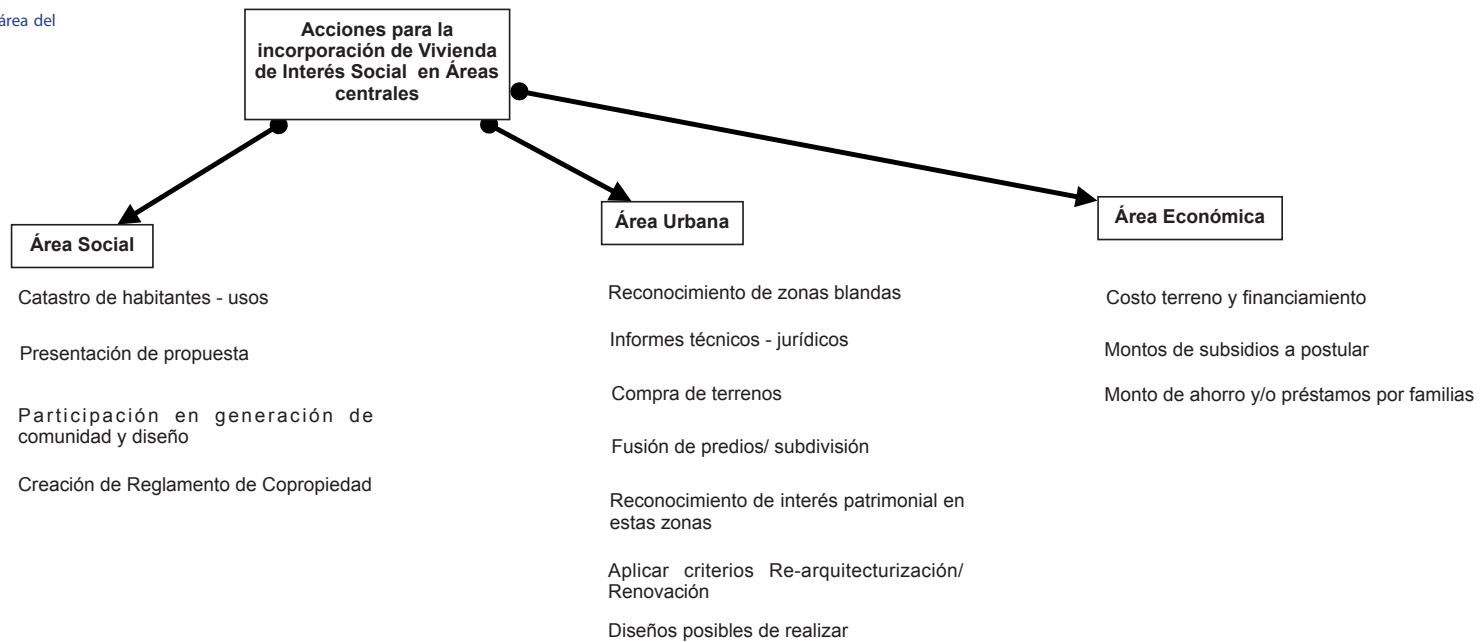 área del
Acciones para la
incorporación de Vivienda
de Interés Social en Áreas
centrales
Área Social
Catastro de habitantes - usos
Presentación de propuesta
Participación en generación de
comunidad y diseño
Creación de Reglamento de Copropiedad
Área Urbana
Reconocimiento de zonas blandas
Informes técnicos - jurídicos
Compra de terrenos
Fusión de predios/ subdivisión
Reconocimiento de interés patrimonial en
estas zonas
Aplicar criterios Re-arquitecturización/
Renovación
Diseños posibles de realizar
Área Económica
Costo terreno y financiamiento
Montos de subsidios a postular
Monto de ahorro y/o préstamos por familias